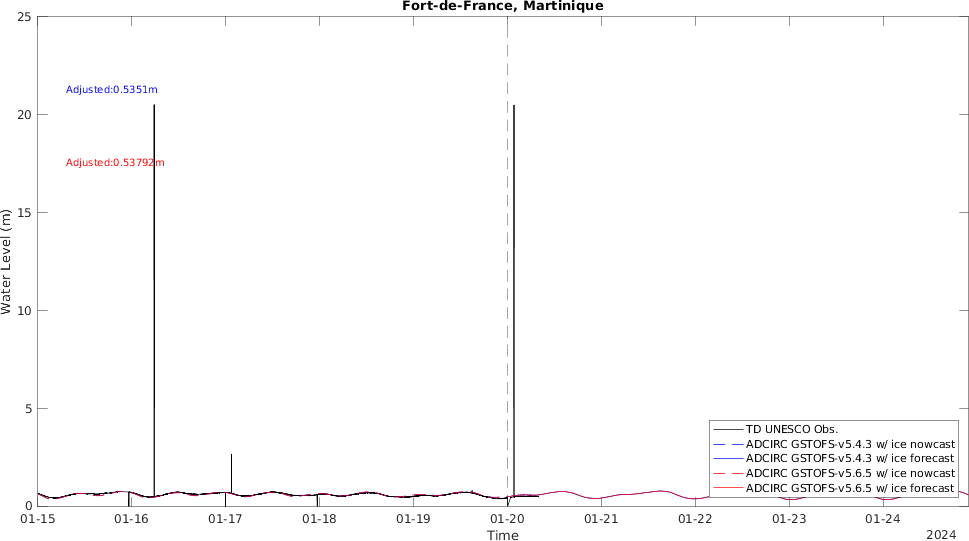 Fort-de-France, Martinique
25
20
15
10
5
0
Water Level (m)
Adjusted:0.5351m
Adjusted:0.53792m
TD UNESCO Obs.
ADCIRC GSTOFS-v5.4.3 w/ ice nowcast
ADCIRC GSTOFS-v5.4.3 w/ ice forecast
ADCIRC GSTOFS-v5.6.5 w/ ice nowcast
ADCIRC GSTOFS-v5.6.5 w/ ice forecast
01-15 01-16 01-17 01-18 01-19 01-20 01-21 01-22 01-23 01-24
Time
2024